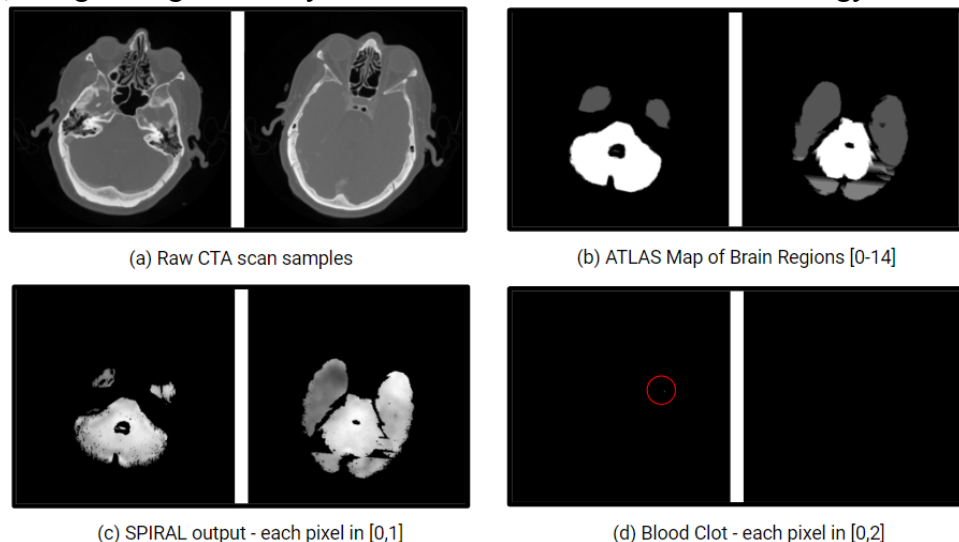 (a) Raw CTA scan samples
(b) ATLAS Map of Brain Regions [0-14]
(c) SPIRAL output - each pixel in [0,1]
(d) Blood Clot - each pixel in [0,2]